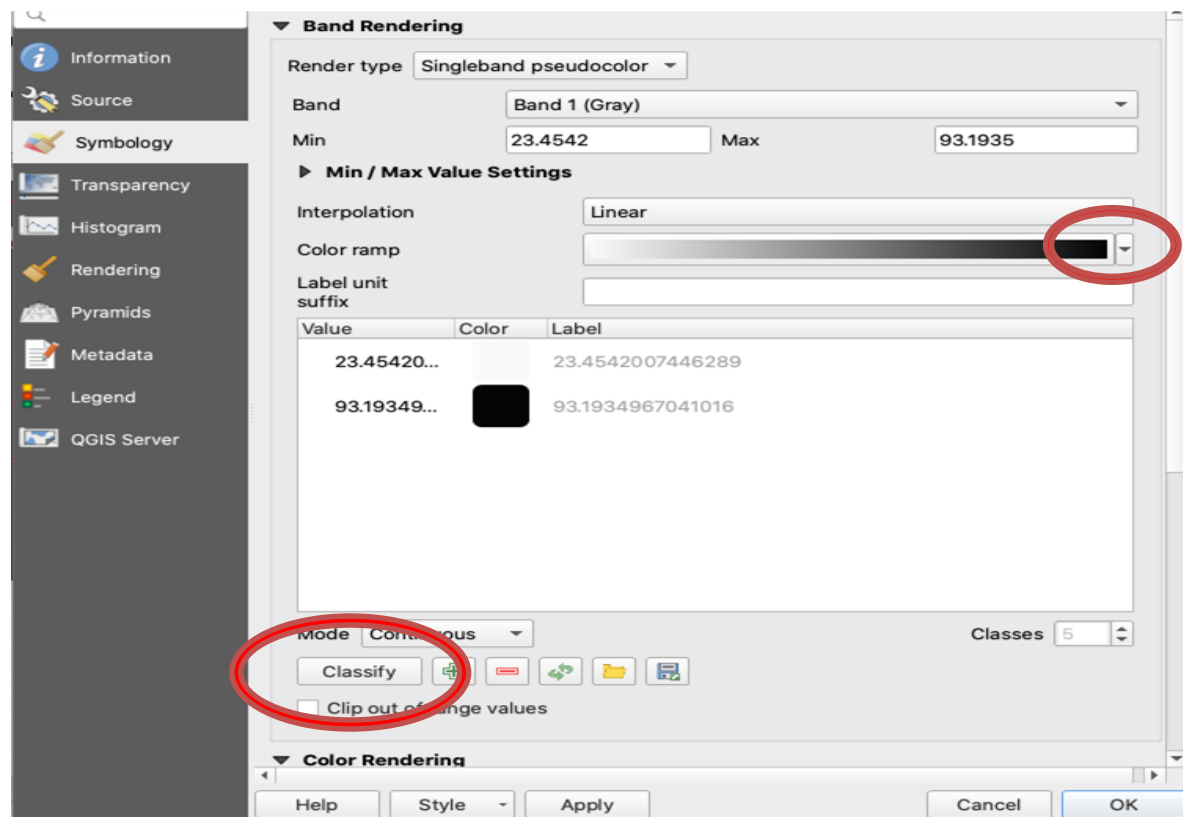 Information
Source
Symbology
Transparency
Histogram
Rendering
Pyramids
Metadata
Legend
QGIS Server
Band Rendering
Render type Singleband pseudocolor
Band Band 1 (Gray)
Min 23.4542 Max 93.1935
Min / Max Value Settings
Interpolation Linear
Color ramp
Label unit
suffix
Value Color Label
23.45420... 23.4542007446289
93.19349... 93.1934967041016
Mode Continuous Classes 5
Classify
Clip out of range values
Color Rendering
Help Style Apply Cancel OK